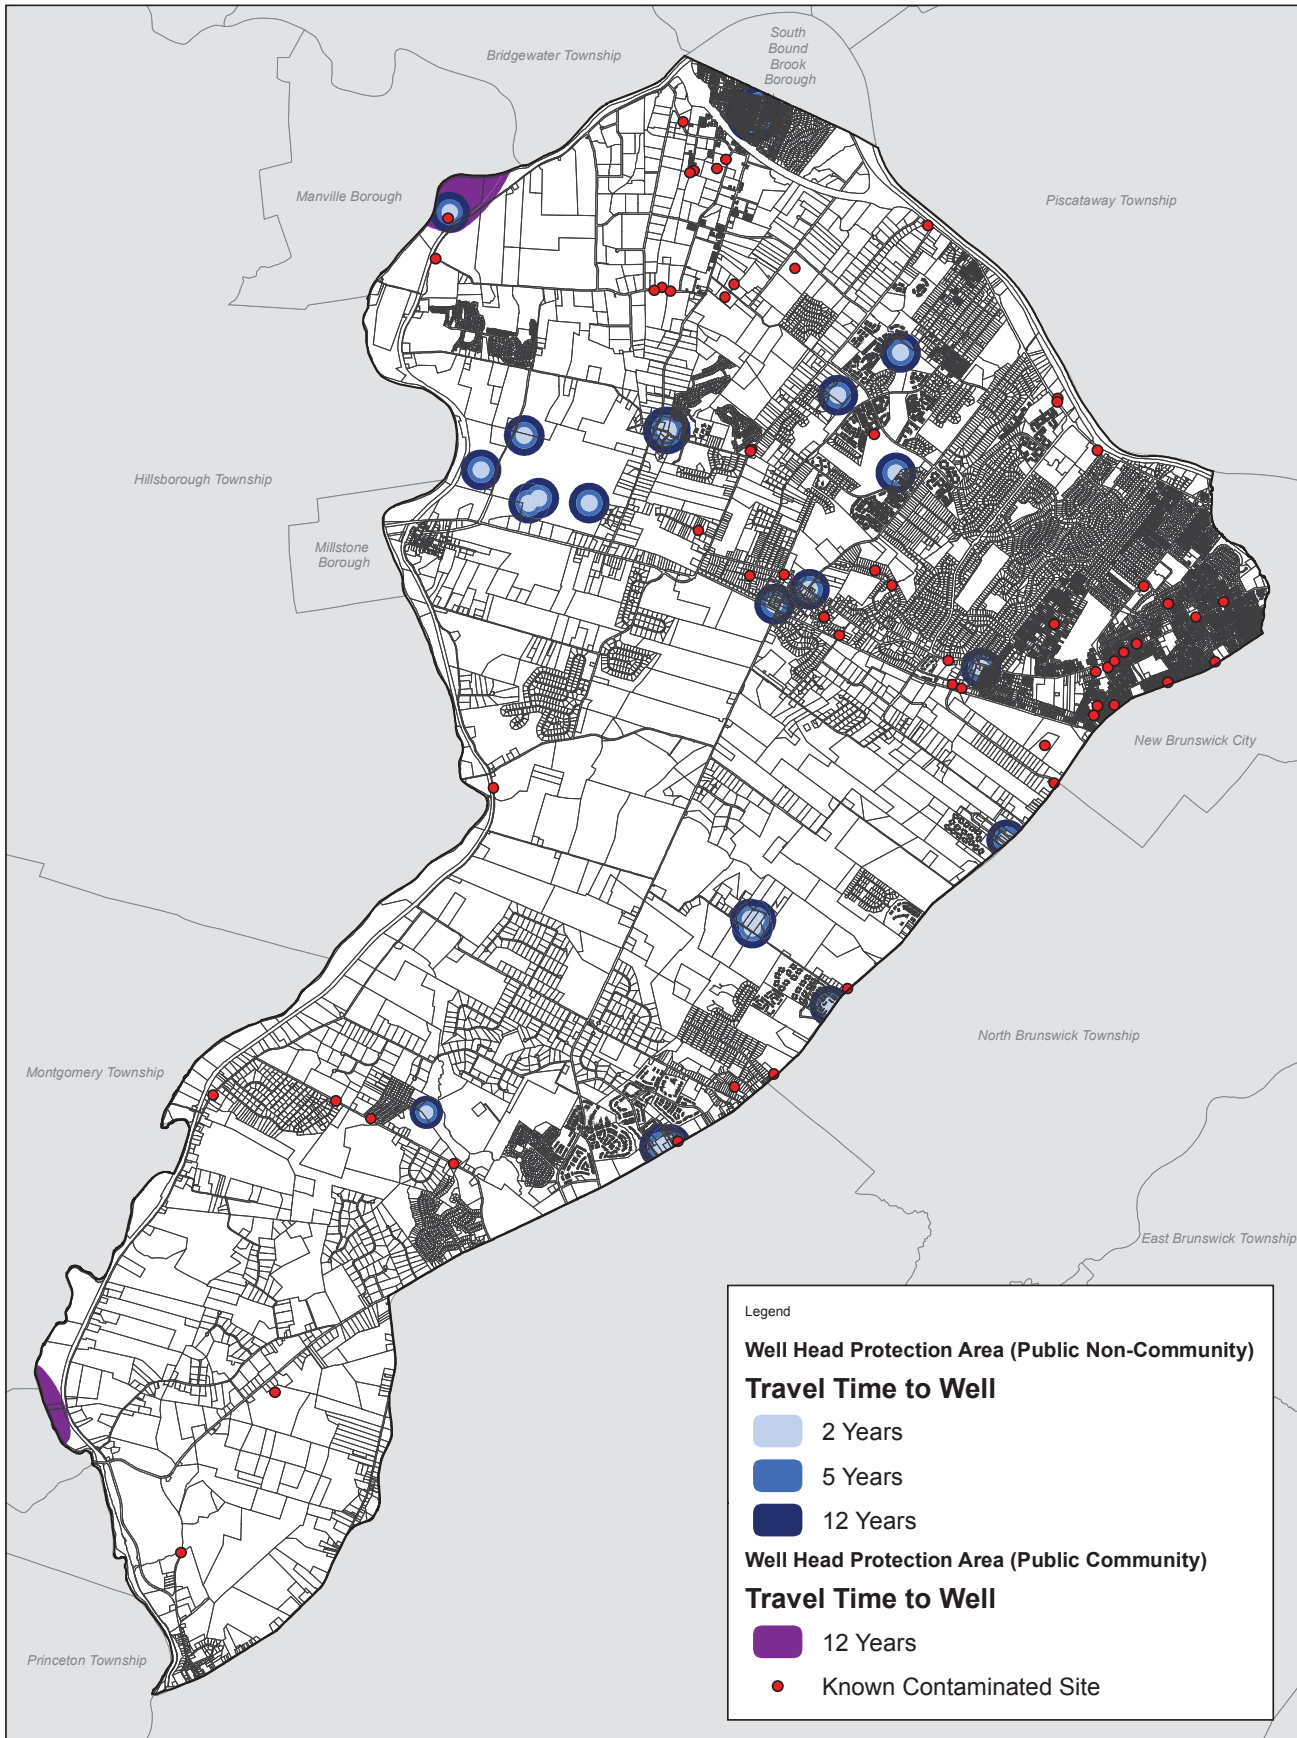 South
Bound
Brook
Borough
Bridgewater Township
Manville Borough
Piscataway Township
Hillsborough Township
Millstone
Borough
New Brunswick City
North Brunswick Township
Montgomery Township
East Brunswick Township
Princeton Township
Legend
Well Head Protection Area (Public Non-Community)
Travel Time to Well
2 Years
5 Years
12 Years
Well Head Protection Area (Public Community)
Travel Time to Well
12 Years
Known Contaminated Site